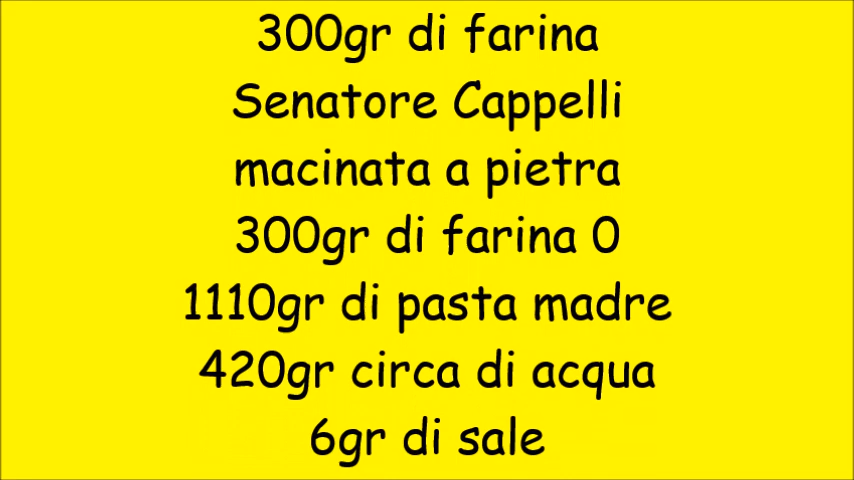 300gr di farina
Senatore Cappelli
macinata a pietra
300gr di farina 0
1110gr di pasta madre
420gr circa di acqua
6gr di sale